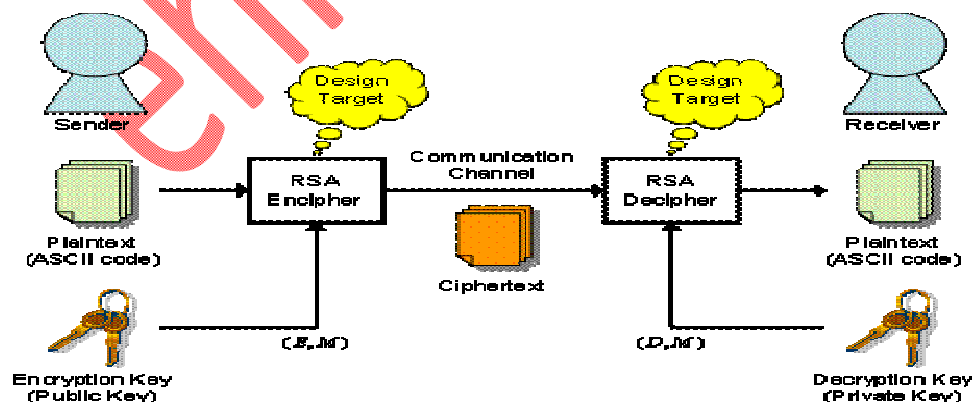 Sender
Design
Target
Design
Target
Receiver
RSA
Encipher
Communication
Channel
RSA
Decipher
Plaintext
(ASCII code)
Ciphertext
Plaintext
(ASCII code)
(E,M)
(D,M)
Encryption Key
(Public Key)
Decryption Key
(Private Key)